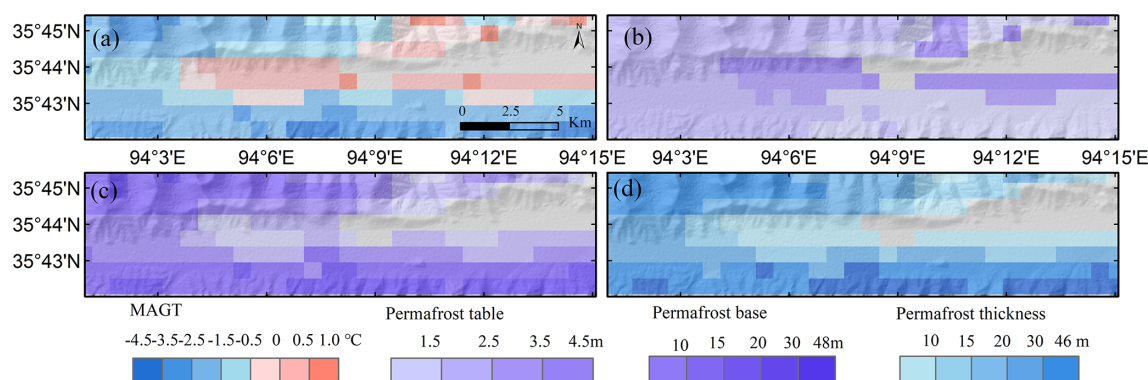 35°45'N
35°44'N
35°43'N
(a)
N
0 2.5 5
Km
(b)
94°3'E 94°6'E 94°9'E 94°12'E 94°15'E
94°3'E 94°6'E 94°9'E 94°12'E 94°15'E
35°45'N
35°44'N
35°43'N
(c)
(d)
MAGT
-4.5 -3.5 -2.5 -1.5 -0.5 0 0.5 1.0 °C
Permafrost table
1.5 2.5 3.5 4.5m
Permafrost base
10 15 20 30 48m
Permafrost thickness
10 15 20 30 46 m